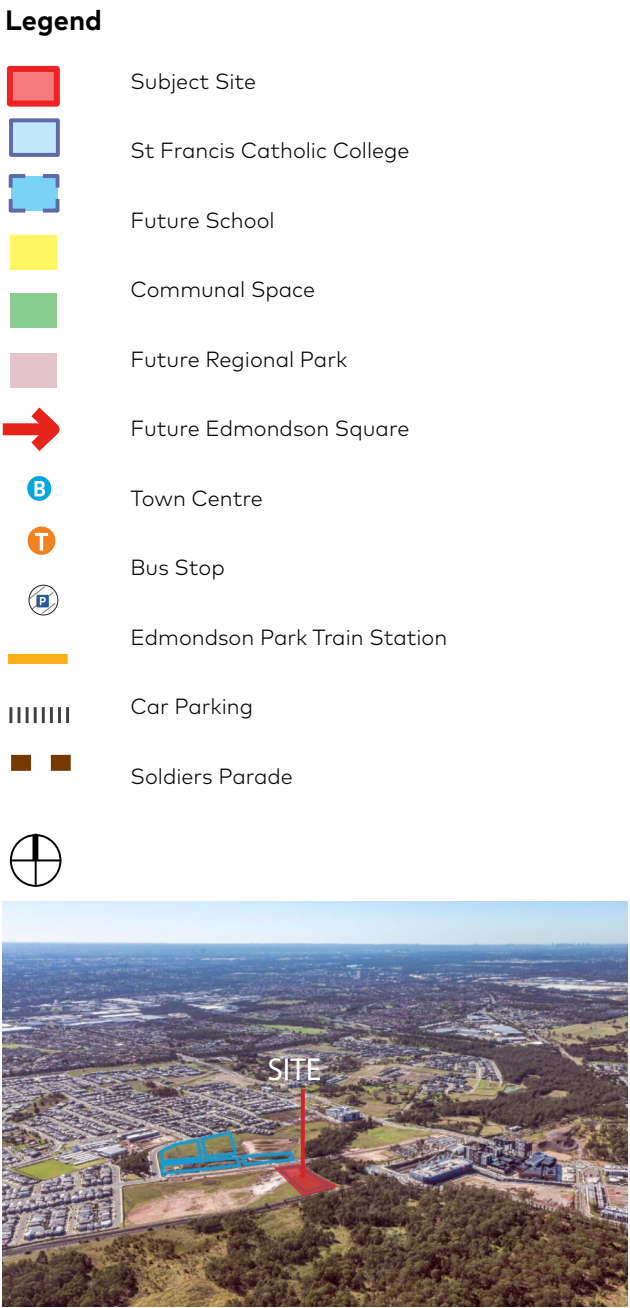 Legend
Subject Site
St Francis Catholic College
Future School
Communal Space
Future Regional Park
Future Edmondson Square
B
Town Centre
T
Bus Stop
P
Edmondson Park Train Station
Car Parking
Soldiers Parade
SITE